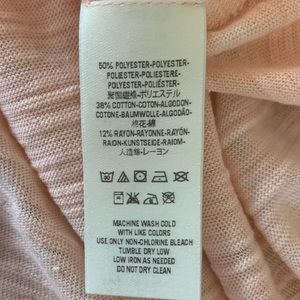 50% POLYESTER-POLYESTER-
POLIESTER-POLIESTERE-
POLYESTER-POLIÉSTER-
聚酯纖維-ポリエステル
38% COTTON-COTON-ALGODON-
COTONE-BAUMWOLLE-ALGODÃO-
棉花-綿
12% RAYON-RAYONNE-RAYON-
RAION-KUNSTSEIDE-RAIOM-
人造絲-レーヨン
MACHINE WASH COLD
WITH LIKE COLORS
USE ONLY NON-CHLORINE BLEACH
TUMBLE DRY LOW
LOW IRON AS NEEDED
DO NOT DRY CLEAN